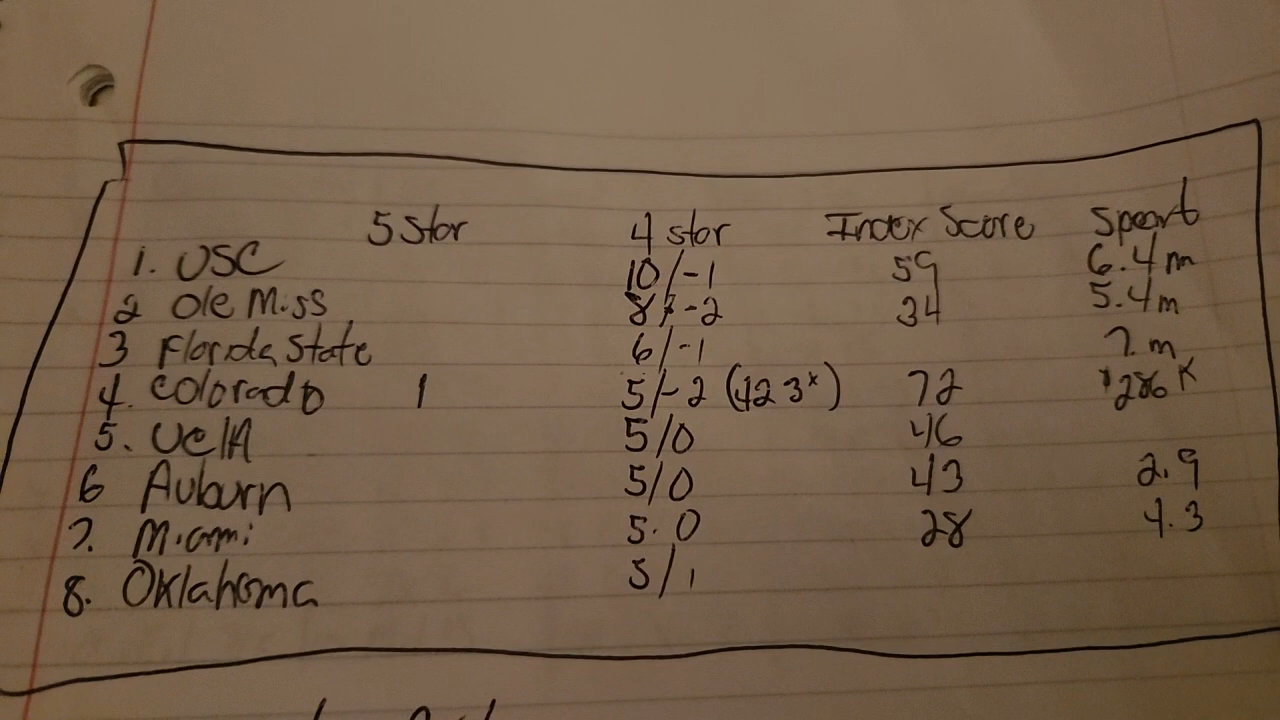 5 Star 4 star Index Score Spent
1. USC 10/-1 59 6.4m
2 Ole Miss 8/-2 34 5.4m
3 Florida State 6/-1 7.m
4. Colorado 1 5/-2 (42 3*) 72 $286K
5. UClA 5/0 46
6 Auburn 5/0 43 2.9
7. Miami 5.0 28 4.3
8. Oklahoma 5/1